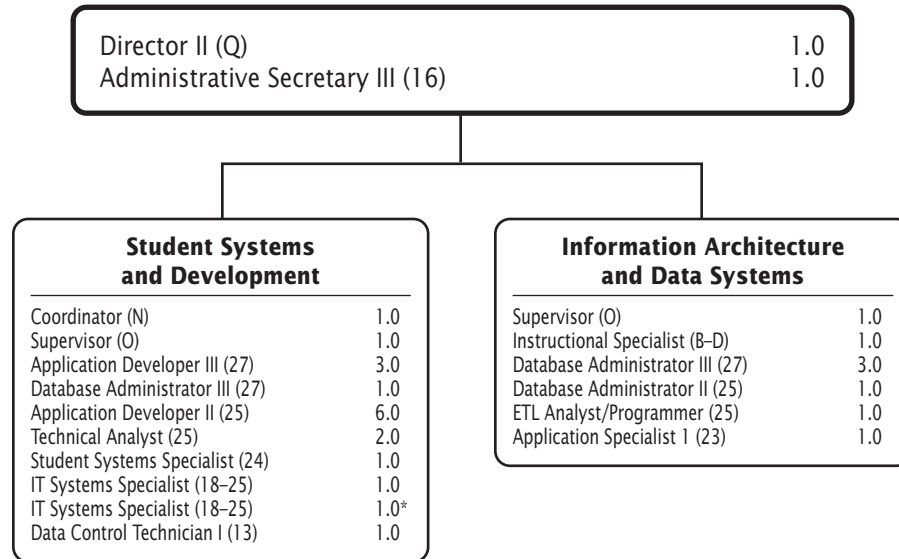 Director II (Q) 1.0
Administrative Secretary III (16) 1.0
Student Systems
and Development
Coordinator (N) 1.0
Supervisor (O) 1.0
Application Developer III (27) 3.0
Database Administrator III (27) 1.0
Application Developer II (25) 6.0
Technical Analyst (25) 2.0
Student Systems Specialist (24) 1.0
IT Systems Specialist (18–25) 1.0
IT Systems Specialist (18–25) 1.0*
Data Control Technician I (13) 1.0
Information Architecture
and Data Systems
Supervisor (O) 1.0
Instructional Specialist (B–D) 1.0
Database Administrator III (27) 3.0
Database Administrator II (25) 1.0
ETL Analyst/Programmer (25) 1.0
Application Specialist 1 (23) 1.0